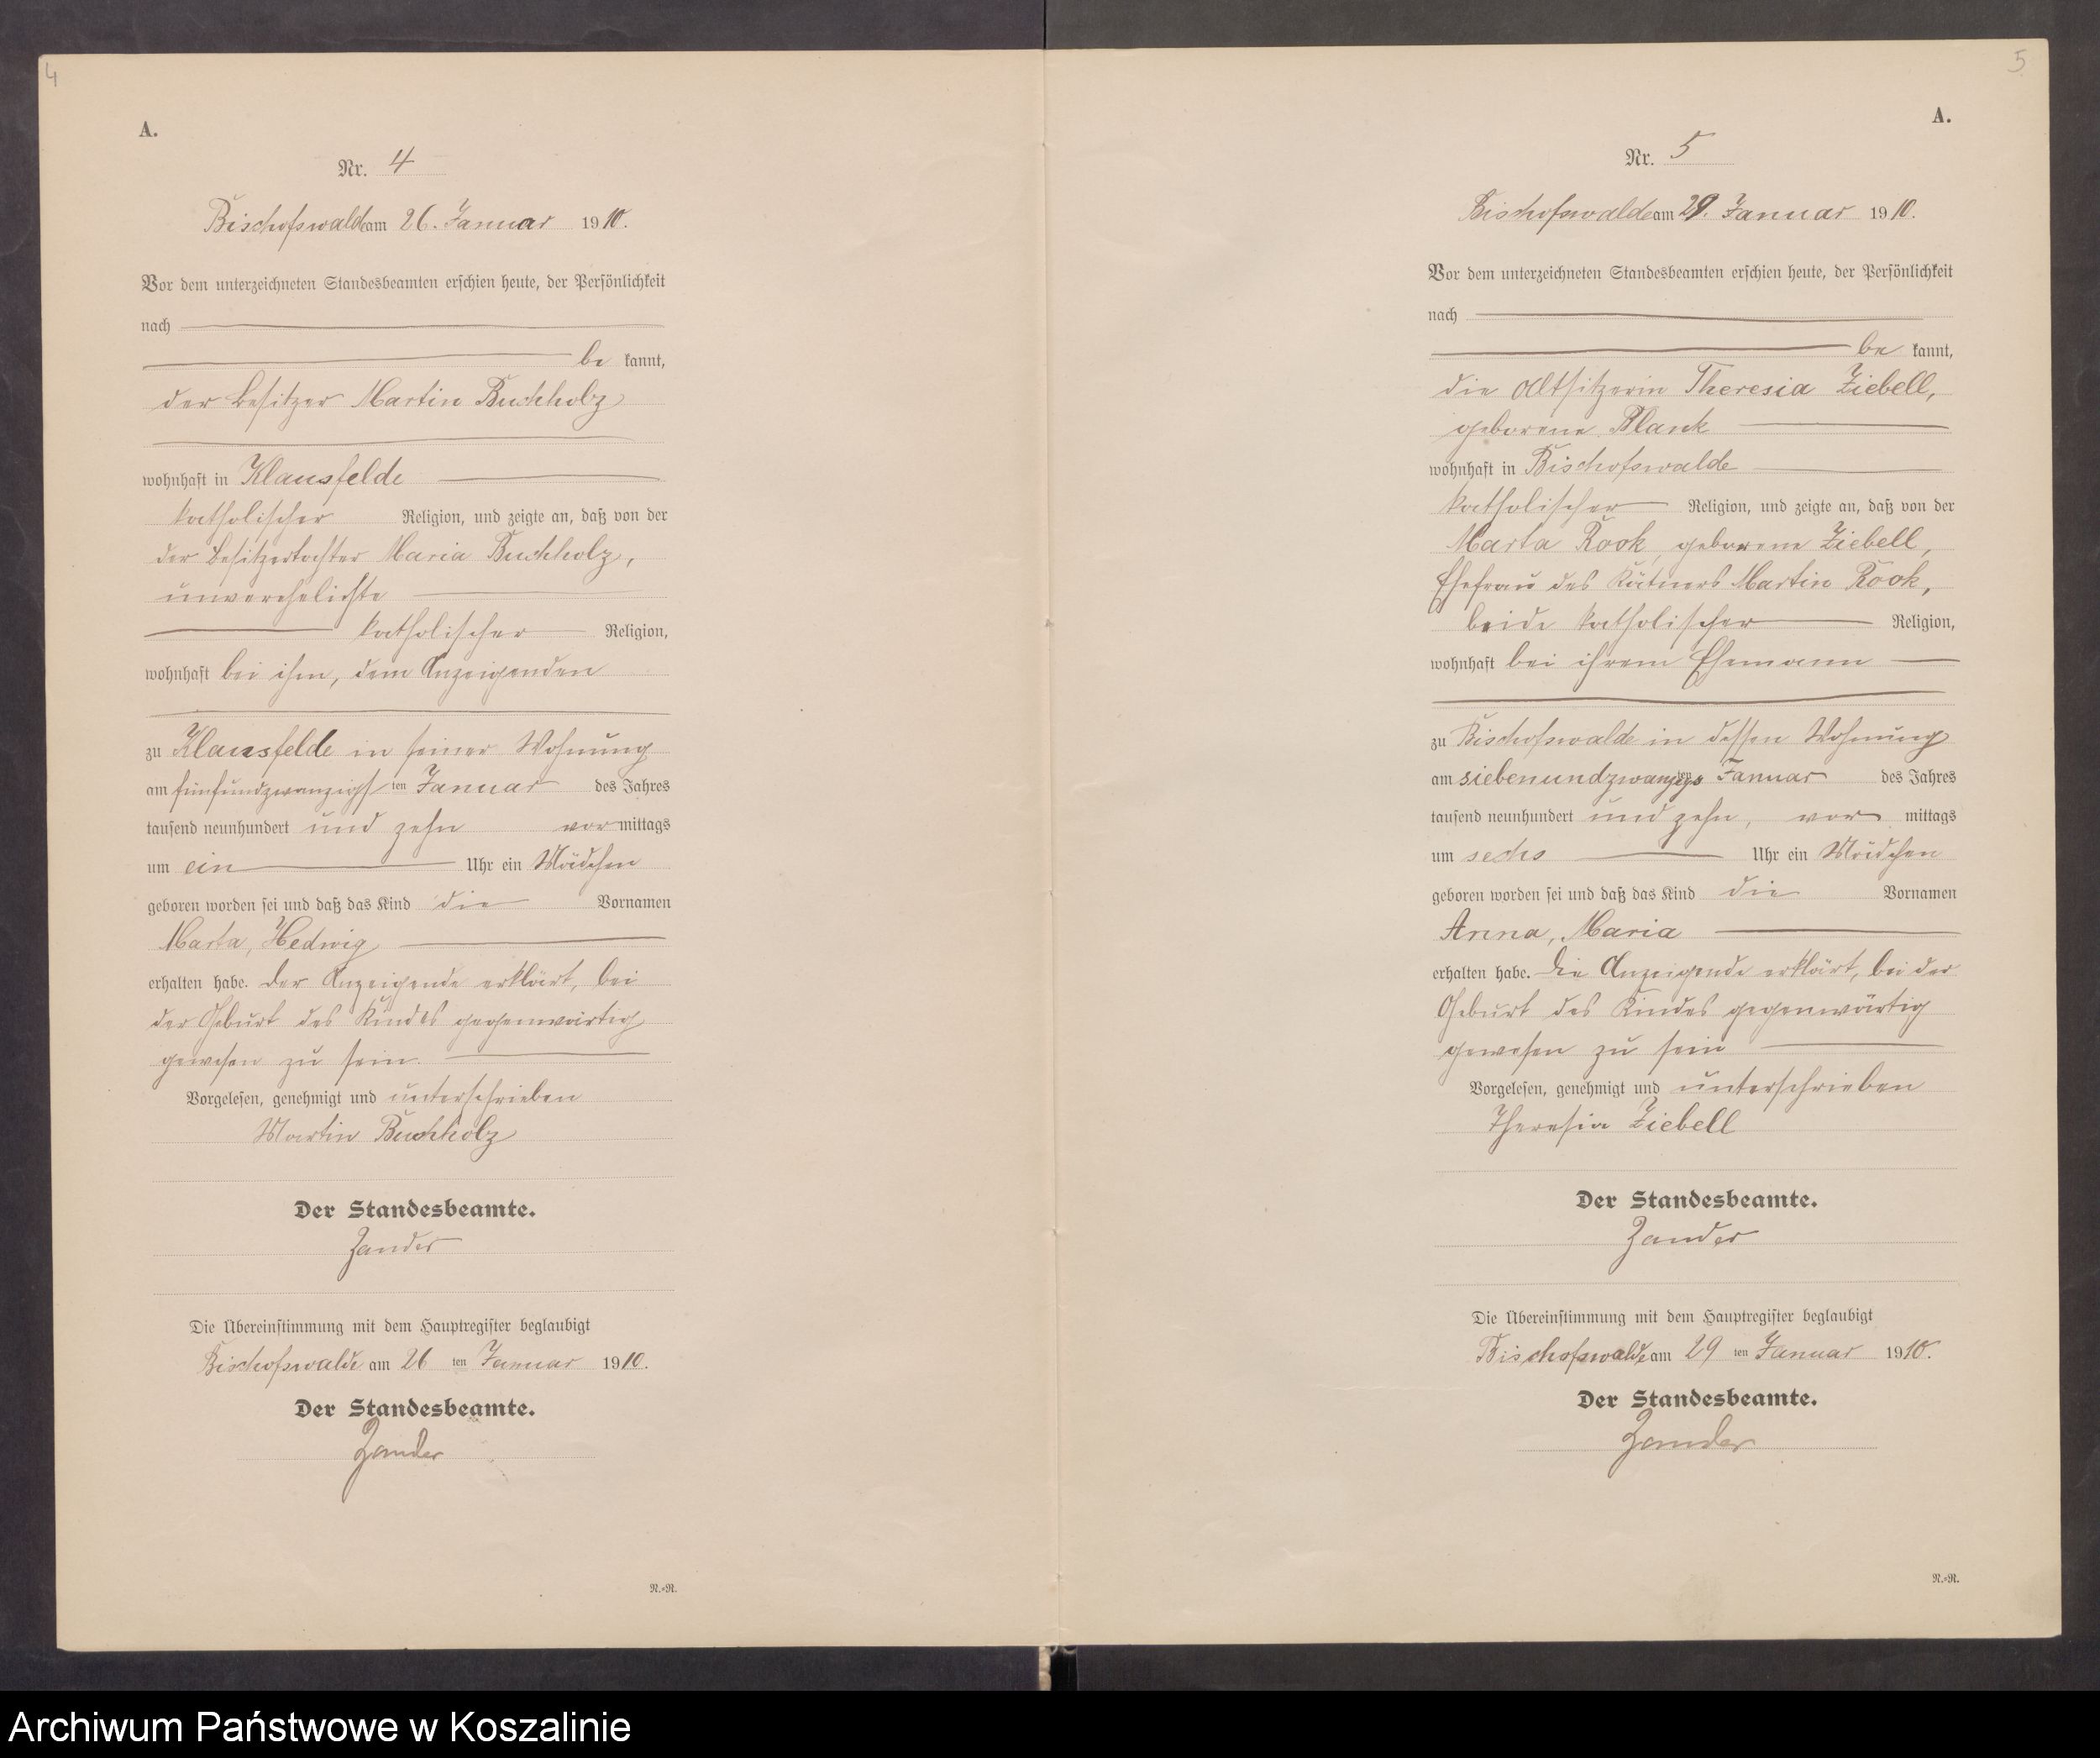 4
A.
Nr. 4
Bischofswalde am 26. Januar 1910.
Vor dem unterzeichneten Standesbeamten erschien heute, der Persönlichkeit
nach
be kannt,
der Besitzer Martin Buchholz
wohnhaft in Klausfelde
katholischer Religion, und zeigte an, daß von der
der Besitzertochter Maria Buchholz,
unverehelichte
katholischer Religion,
wohnhaft bei ihm, dem Anzeigenden
zu Klausfelde in seiner Wohnung
am fünfundzwanzigsten Januar des Jahres
tausend neunhundert und zehn vormittags
um ein Uhr ein Mädchen
geboren worden sei und daß das Kind die Vornamen
Marta, Hedwig
erhalten habe. Der Anzeigende erklärt, bei
der Geburt des Kindes gegenwärtig
gewesen zu sein.
Vorgelesen, genehmigt und unterschrieben
Martin Buchholz
Der Standesbeamte.
Zander
Die Übereinstimmung mit dem Hauptregister beglaubigt
Bischofswalde am 26 ten Januar 1910.
Der Standesbeamte.
Zander
N.=R.
5
A.
Nr. 5
Bischofswalde am 29. Januar 1910.
Vor dem unterzeichneten Standesbeamten erschien heute, der Persönlichkeit
nach
be kannt,
die Altsitzerin Theresia Ziebell,
geborene Blank
wohnhaft in Bischofswalde
katholischer Religion, und zeigte an, daß von der
Marta Rook, geborene Ziebell,
Ehefrau des Kätners Martin Rook,
beide katholischer Religion,
wohnhaft bei ihrem Ehemann
zu Bischofswalde in dessen Wohnung
am siebenundzwanzigsten Januar des Jahres
tausend neunhundert und zehn, vor mittags
um sechs Uhr ein Mädchen
geboren worden sei und daß das Kind die Vornamen
Anna, Maria
erhalten habe. Die Anzeigende erklärt, bei der
Geburt des Kindes gegenwärtig
gewesen zu sein
Vorgelesen, genehmigt und unterschrieben
Theresia Ziebell
Der Standesbeamte.
Zander
Die Übereinstimmung mit dem Hauptregister beglaubigt
Bischofswalde am 29 ten Januar 1910.
Der Standesbeamte.
Zander
N.=R.
Archiwum Państwowe w Koszalinie